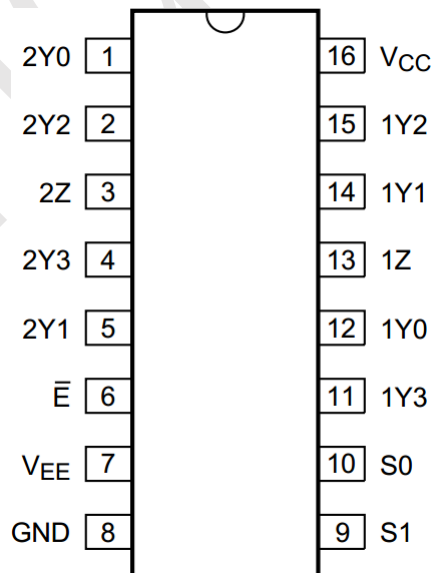 2Y0 1 16 VCC
2Y2 2 15 1Y2
2Z 3 14 1Y1
2Y3 4 13 1Z
2Y1 5 12 1Y0
E̅ 6 11 1Y3
VEE 7 10 S0
GND 8 9 S1